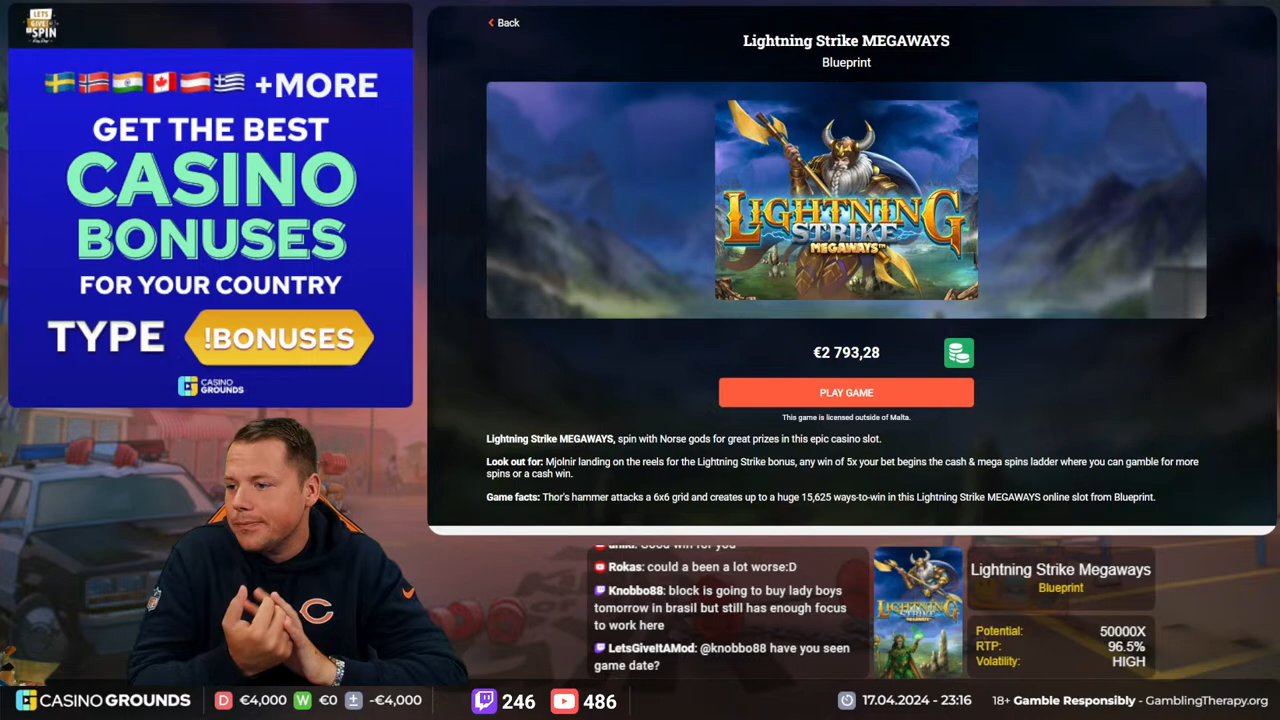 LETS
GIVE IT A
SPIN
+MORE
GET THE BEST
CASINO
BONUSES
FOR YOUR COUNTRY
TYPE !BONUSES
CASINO
GROUNDS
Back
Lightning Strike MEGAWAYS
Blueprint
LIGHTNING
STRIKE
MEGAWAYS™
€2 793,28
PLAY GAME
This game is licensed outside of Malta.
Lightning Strike MEGAWAYS, spin with Norse gods for great prizes in this epic casino slot.
Look out for: Mjolnir landing on the reels for the Lightning Strike bonus, any win of 5x your bet begins the cash & mega spins ladder where you can gamble for more
spins or a cash win.
Game facts: Thor's hammer attacks a 6x6 grid and creates up to a huge 15,625 ways-to-win in this Lightning Strike MEGAWAYS online slot from Blueprint.
Rokas: could a been a lot worse:D
Knobbo88: block is going to buy lady boys
tomorrow in brasil but still has enough focus
to work here
LetsGiveItAMod: @knobbo88 have you seen
game date?
LIGHTNING
STRIKE
MEGAWAYS
Lightning Strike Megaways
Blueprint
Potential: 50000X
RTP: 96.5%
Volatility: HIGH
C
CASINOGROUNDS
D €4,000 W €0 ± -€4,000
246
486
17.04.2024 - 23:16
18+ Gamble Responsibly - GamblingTherapy.org